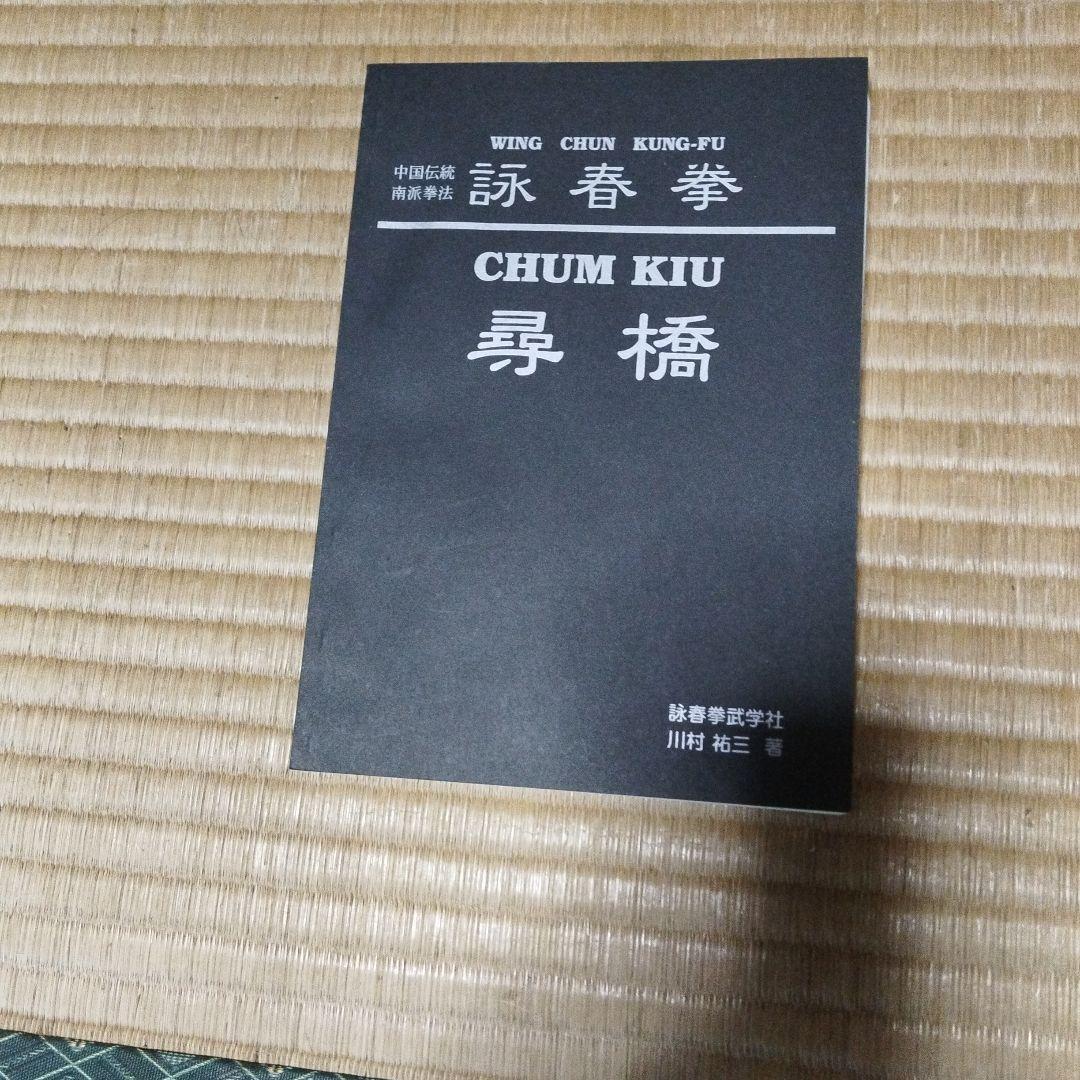 WING CHUN KUNG-FU
中国伝統
南派拳法
詠春拳
CHUM KIU
尋橋
詠春拳武学社
川村 祐三 著